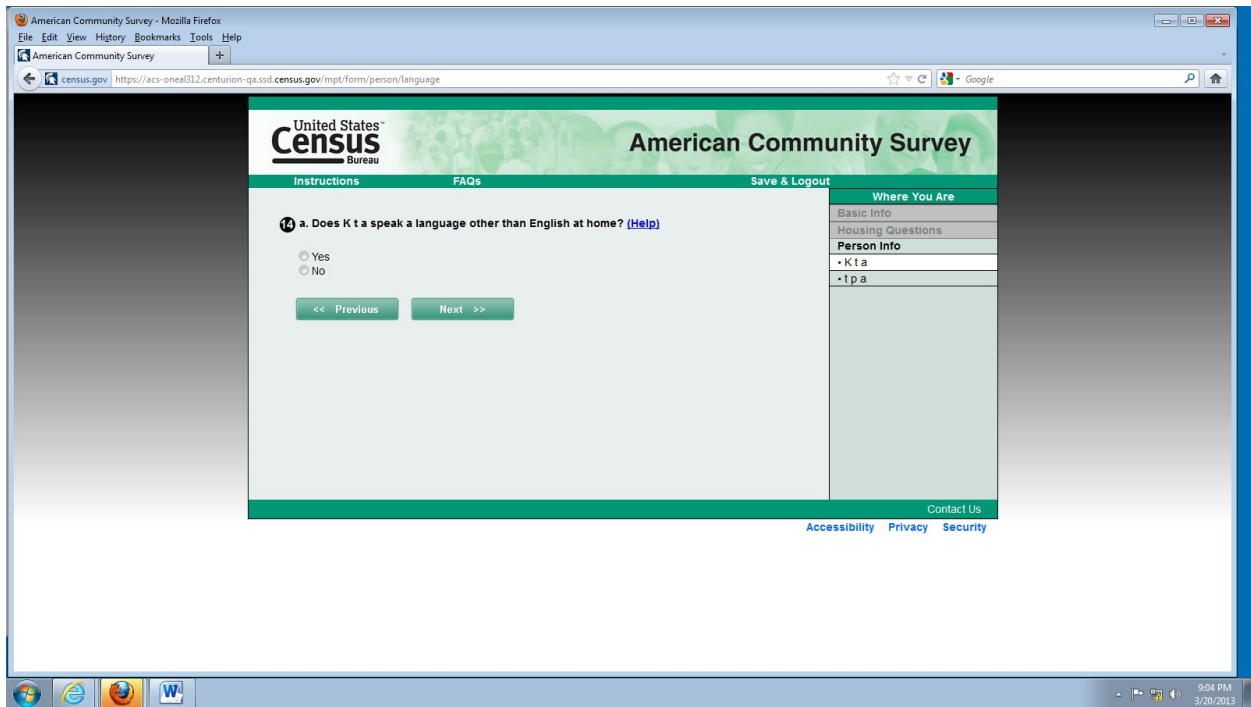 American Community Survey - Mozilla Firefox
File Edit View History Bookmarks Tools Help
American Community Survey +
census.gov https://acs-oneal312.centurion-qa.ssd.census.gov/mpt/form/person/language Google
United States™
Census
Bureau
American Community Survey
Instructions FAQs Save & Logout
Where You Are
Basic Info
Housing Questions
Person Info
• K t a
• t p a
14 a. Does K t a speak a language other than English at home? (Help)
Yes
No
<< Previous Next >>
Contact Us
Accessibility Privacy Security
W
9:04 PM
3/20/2013